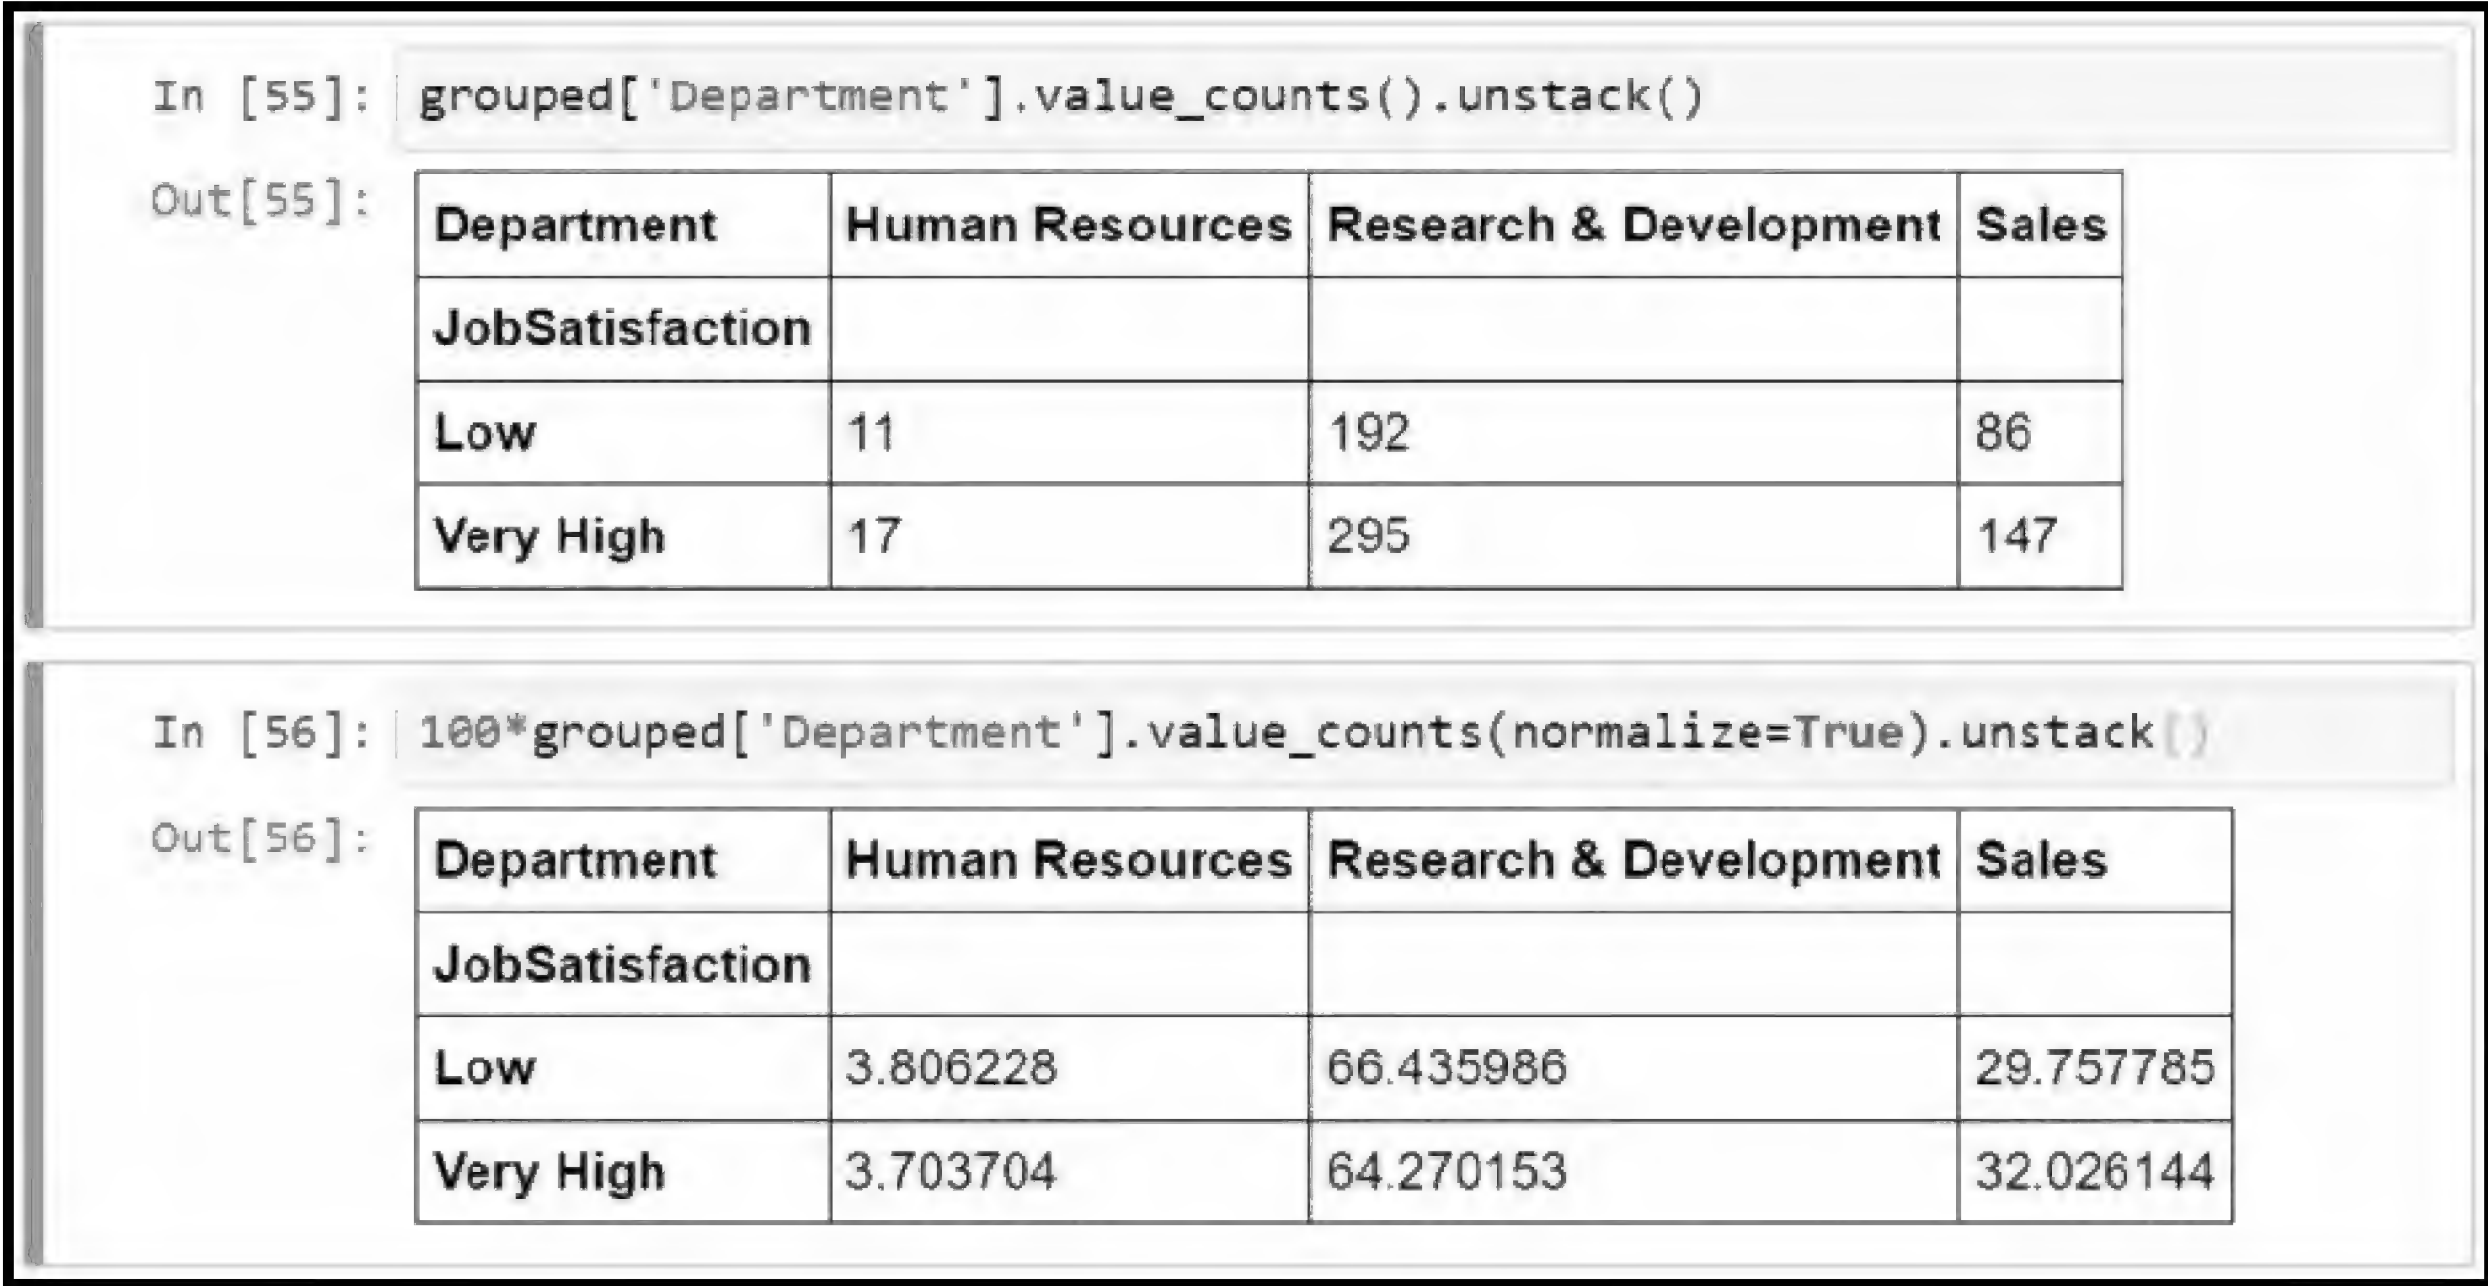 In [55]: grouped['Department'].value_counts().unstack()
Out[55]:
Department Human Resources Research & Development Sales
JobSatisfaction
Low 11 192 86
Very High 17 295 147
In [56]: 100*grouped['Department'].value_counts(normalize=True).unstack()
Out[56]:
Department Human Resources Research & Development Sales
JobSatisfaction
Low 3.806228 66.435986 29.757785
Very High 3.703704 64.270153 32.026144